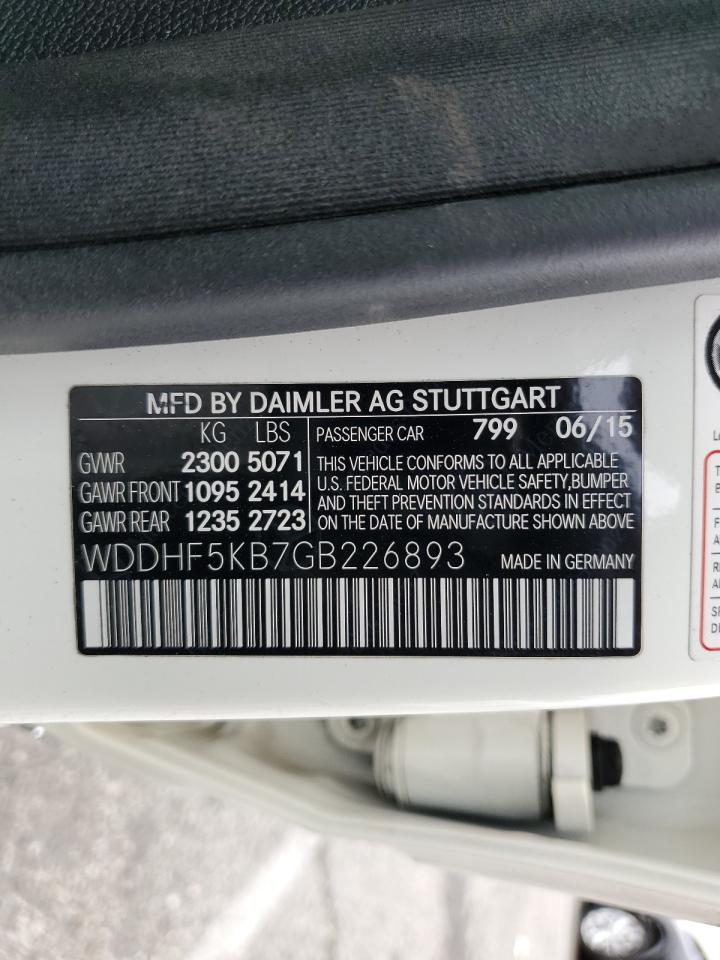 MFD BY DAIMLER AG STUTTGART
KG LBS
GVWR 2300 5071
GAWR FRONT 1095 2414
GAWR REAR 1235 2723
PASSENGER CAR 799 06/15
THIS VEHICLE CONFORMS TO ALL APPLICABLE
U.S. FEDERAL MOTOR VEHICLE SAFETY,BUMPER
AND THEFT PREVENTION STANDARDS IN EFFECT
ON THE DATE OF MANUFACTURE SHOWN ABOVE
WDDHF5KB7GB226893 MADE IN GERMANY